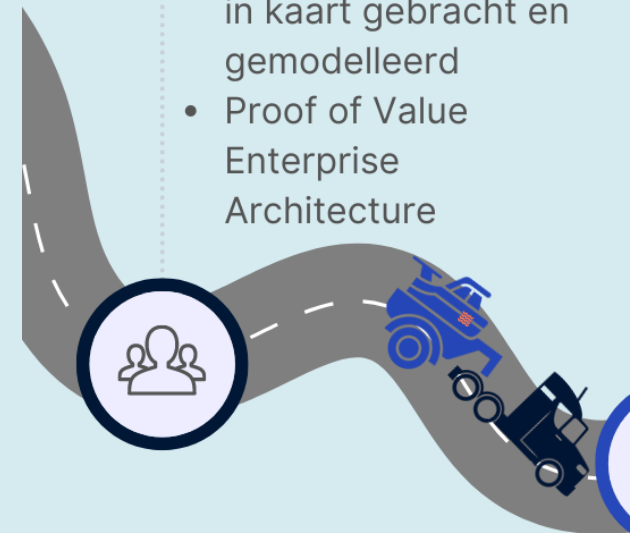 in kaart gebracht en
gemodelleerd
• Proof of Value
Enterprise
Architecture